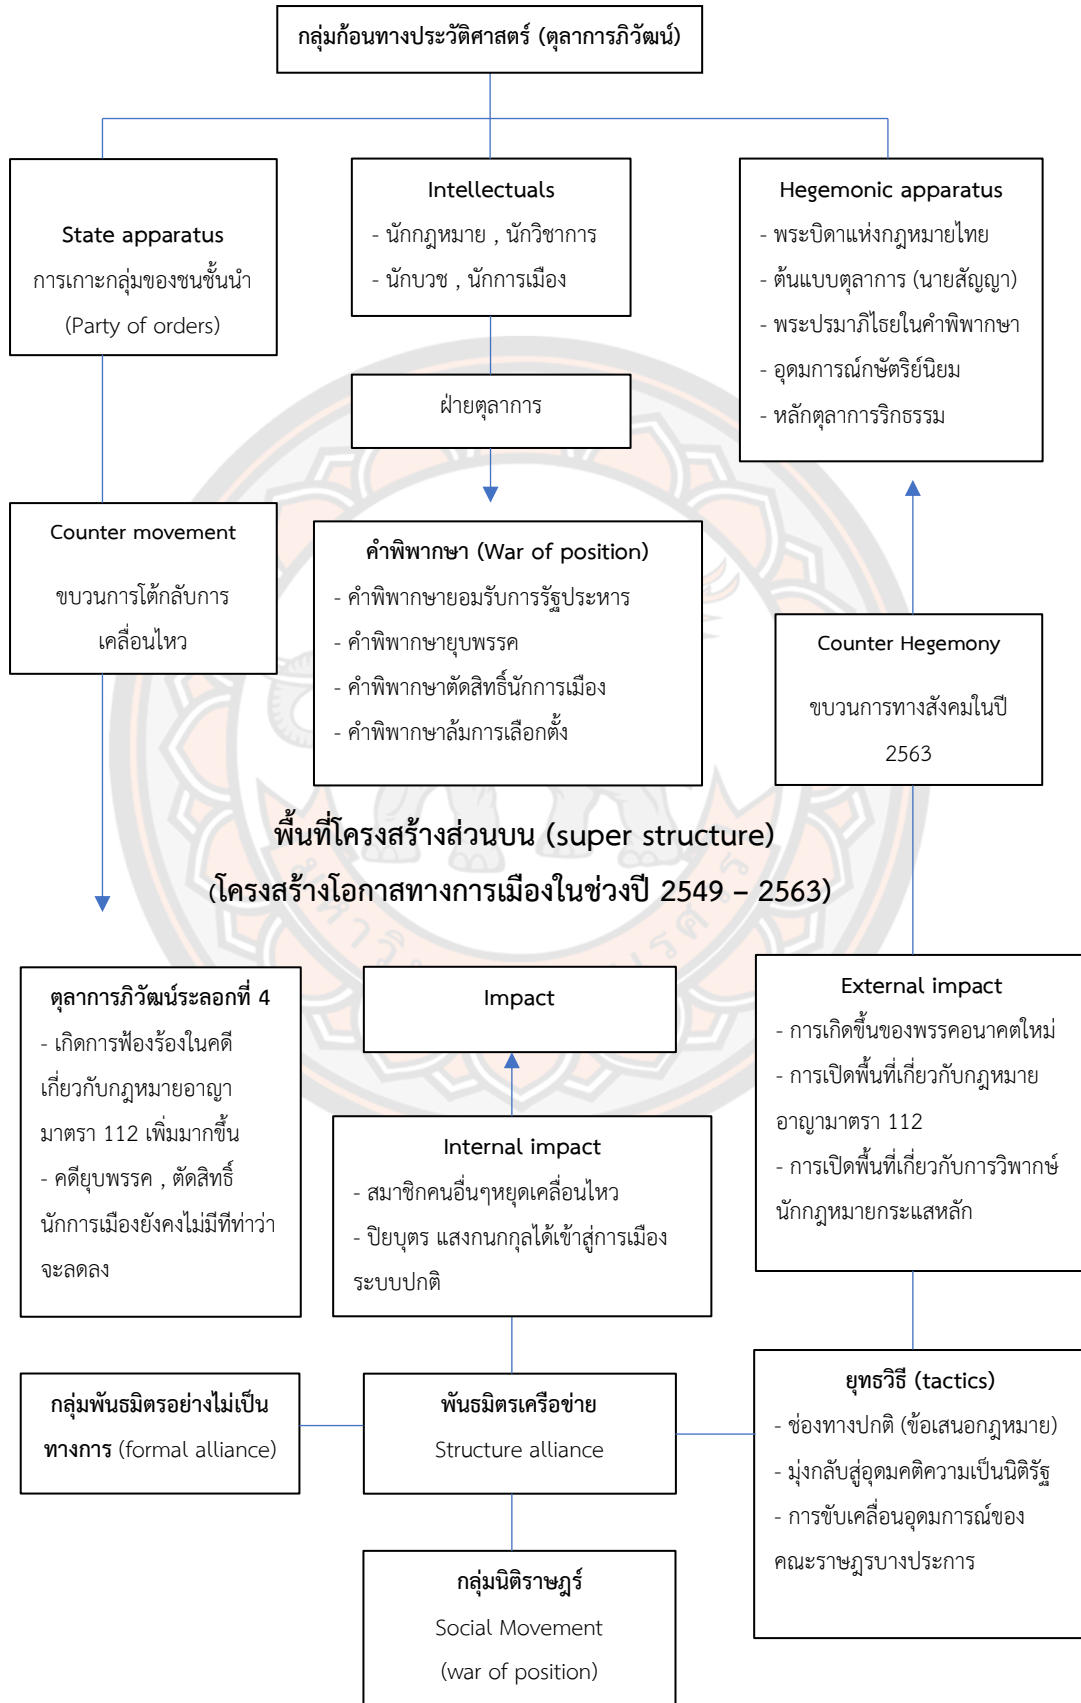 กลุ่มก้อนทางประวัติศาสตร์ (ตุลาการภิวัฒน์)
State apparatus
การเกาะกลุ่มของชนชั้นนำ
(Party of orders)
Intellectuals
- นักกฎหมาย , นักวิชาการ
- นักบวช , นักการเมือง
Hegemonic apparatus
- พระบิดาแห่งกฎหมายไทย
- ต้นแบบตุลาการ (นายสัญญา)
- พระปรมาภิไธยในคำพิพากษา
- อุดมการณ์กษัตริย์นิยม
- หลักตุลาการริกธรรม
ฝ่ายตุลาการ
Counter movement
ขบวนการโต้กลับการ
เคลื่อนไหว
คำพิพากษา (War of position)
- คำพิพากษายอมรับการรัฐประหาร
- คำพิพากษายุบพรรค
- คำพิพากษาตัดสิทธิ์นักการเมือง
- คำพิพากษาล้มการเลือกตั้ง
Counter Hegemony
ขบวนการทางสังคมในปี
2563
พื้นที่โครงสร้างส่วนบน (super structure)
(โครงสร้างโอกาสทางการเมืองในช่วงปี 2549 – 2563)
ตุลาการภิวัฒน์ระลอกที่ 4
- เกิดการฟ้องร้องในคดี
เกี่ยวกับกฎหมายอาญา
มาตรา 112 เพิ่มมากขึ้น
- คดียุบพรรค , ตัดสิทธิ์
นักการเมืองยังคงไม่มีทีท่าว่า
จะลดลง
Impact
Internal impact
- สมาชิกคนอื่นๆหยุดเคลื่อนไหว
- ปิยบุตร แสงกนกกุลได้เข้าสู่การเมือง
ระบบปกติ
External impact
- การเกิดขึ้นของพรรคอนาคตใหม่
- การเปิดพื้นที่เกี่ยวกับกฎหมาย
อาญามาตรา 112
- การเปิดพื้นที่เกี่ยวกับการวิพากษ์
นักกฎหมายกระแสหลัก
กลุ่มพันธมิตรอย่างไม่เป็น
ทางการ (formal alliance)
พันธมิตรเครือข่าย
Structure alliance
ยุทธวิธี (tactics)
- ช่องทางปกติ (ข้อเสนอกฎหมาย)
- มุ่งกลับสู่อุดมคติความเป็นนิติรัฐ
- การขับเคลื่อนอุดมการณ์ของ
คณะราษฎรบางประการ
กลุ่มนิติราษฎร์
Social Movement
(war of position)